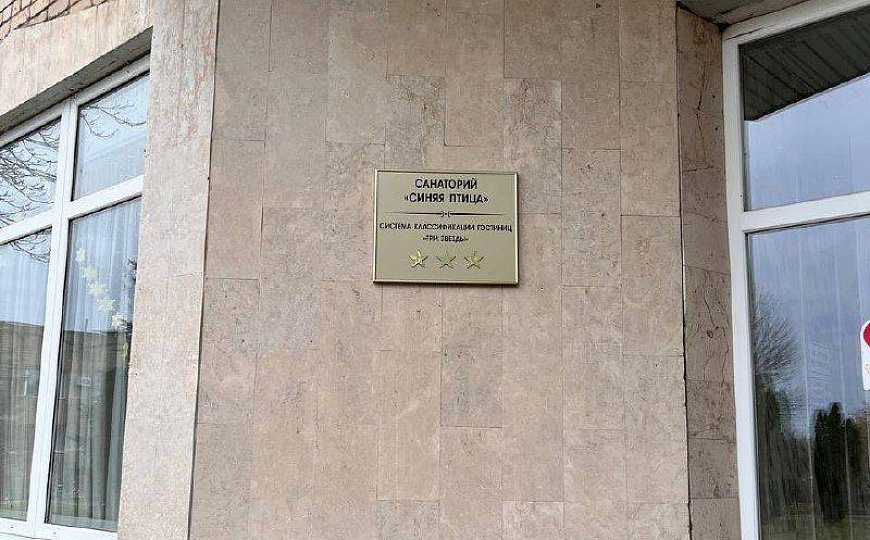 САНАТОРИЙ
«СИНЯЯ ПТИЦА»
СИСТЕМА КЛАССИФИКАЦИИ ГОСТИНИЦ
«ТРИ ЗВЕЗДЫ»